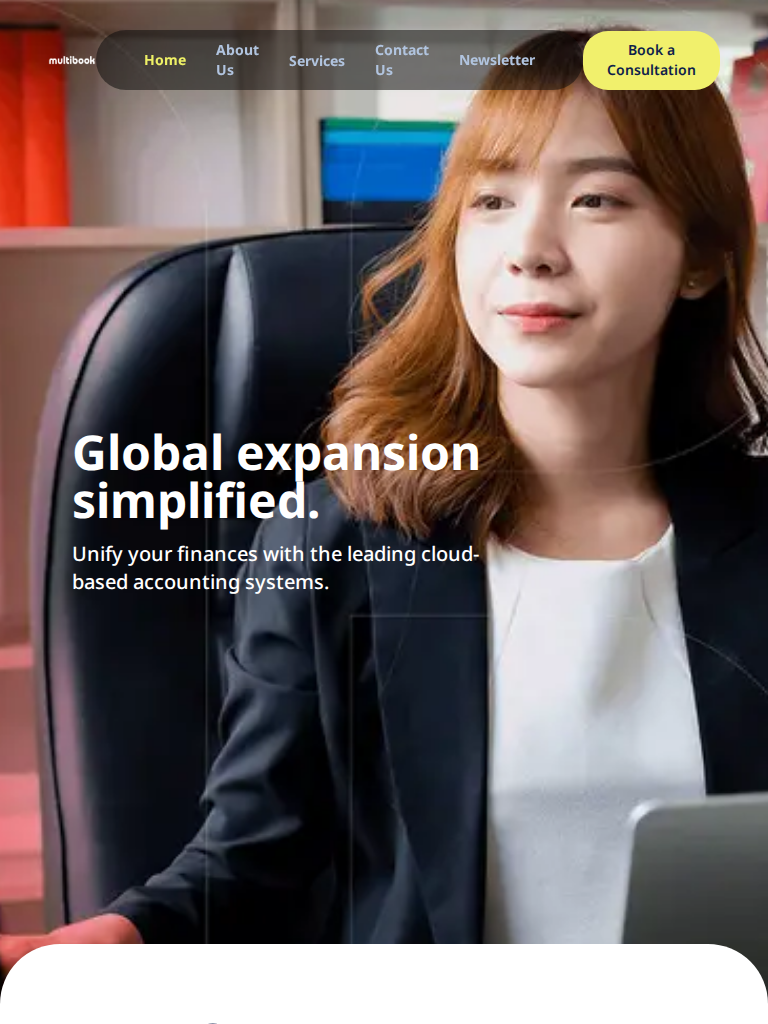 multibook
Home
About
Us
Services
Contact
Us
Newsletter
Book a
Consultation
Global expansion
simplified.
Unify your finances with the leading cloud-
based accounting systems.